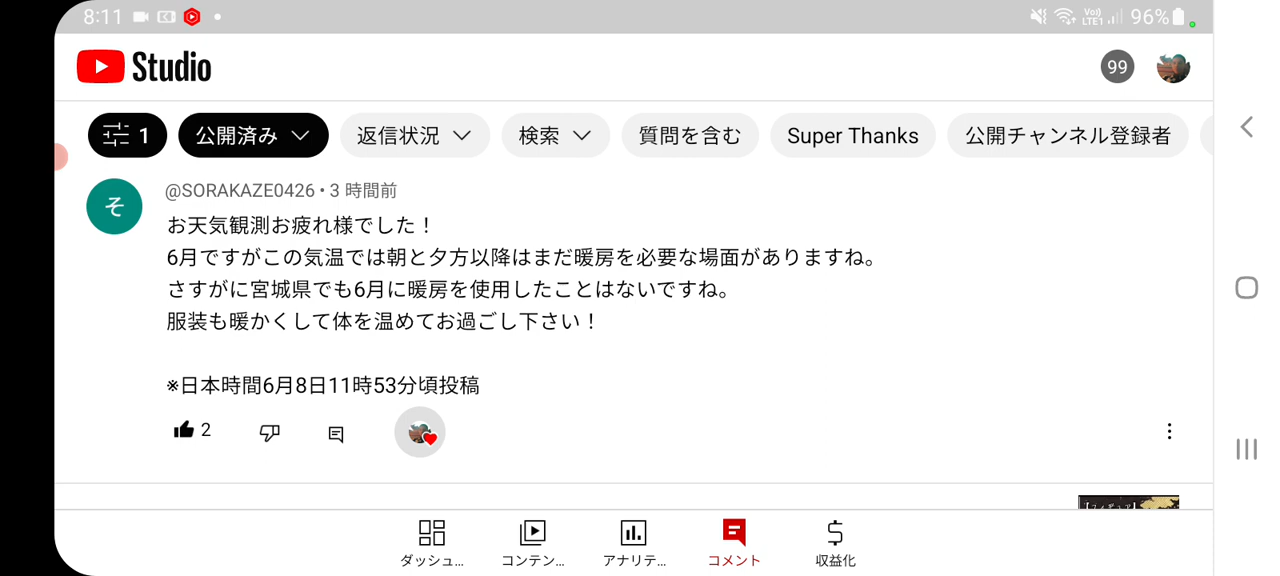 8:11
Vo)) LTE1 96%
Studio
99
1 公開済み 返信状況 検索 質問を含む Super Thanks 公開チャンネル登録者
そ
@SORAKAZE0426 • 3 時間前
お天気観測お疲れ様でした！
6月ですがこの気温では朝と夕方以降はまだ暖房を必要な場面がありますね。
さすがに宮城県でも6月に暖房を使用したことはないですね。
服装も暖かくして体を温めてお過ごし下さい！
※日本時間6月8日11時53分頃投稿
2
ダッシュ… コンテン… アナリテ… コメント 収益化